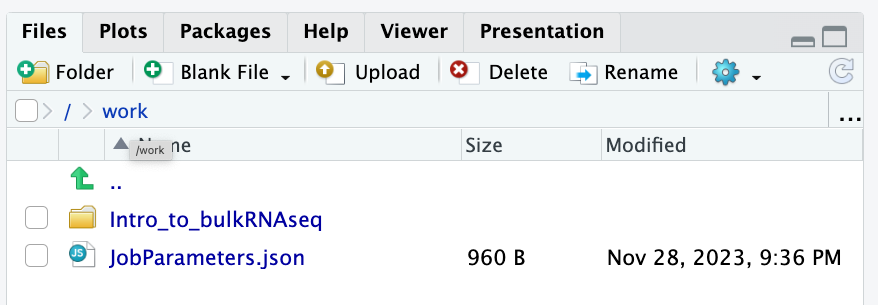 Files Plots Packages Help Viewer Presentation
Folder Blank File Upload Delete Rename
/ work ...
Name Size Modified
/work
..
Intro_to_bulkRNAseq
JS JobParameters.json 960 B Nov 28, 2023, 9:36 PM